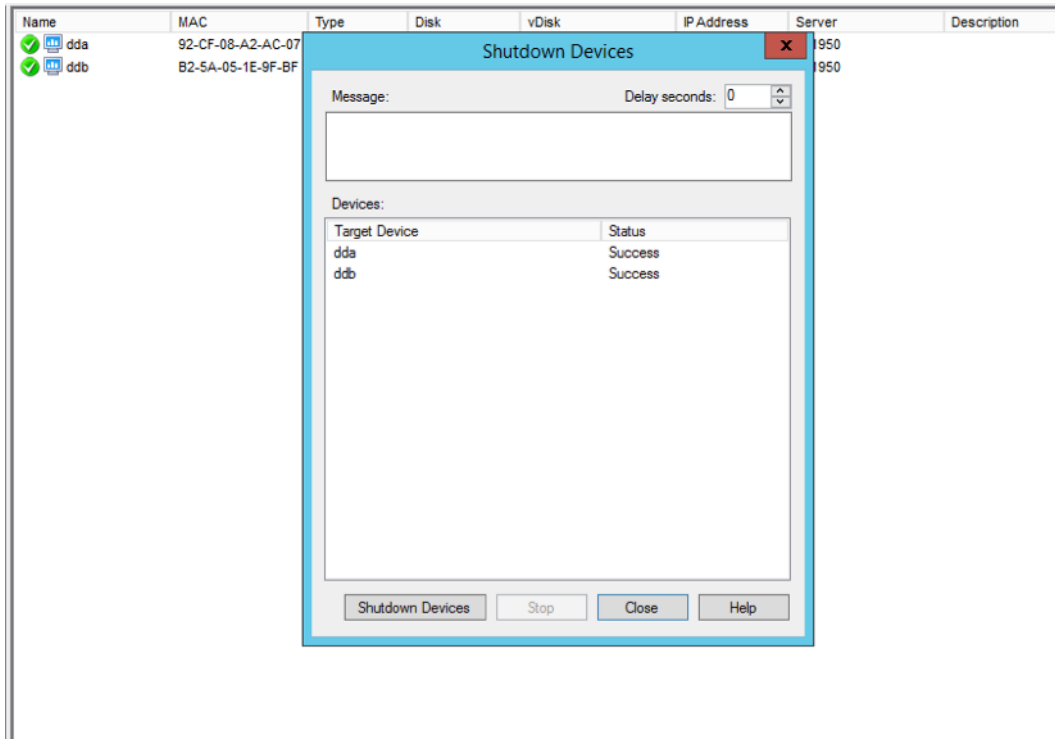 Name MAC Type Disk vDisk IP Address Server Description
dda 92-CF-08-A2-AC-07 1950
ddb B2-5A-05-1E-9F-BF 1950
Shutdown Devices x
Message: Delay seconds: 0
Devices:
Target Device Status
dda Success
ddb Success
Shutdown Devices Stop Close Help